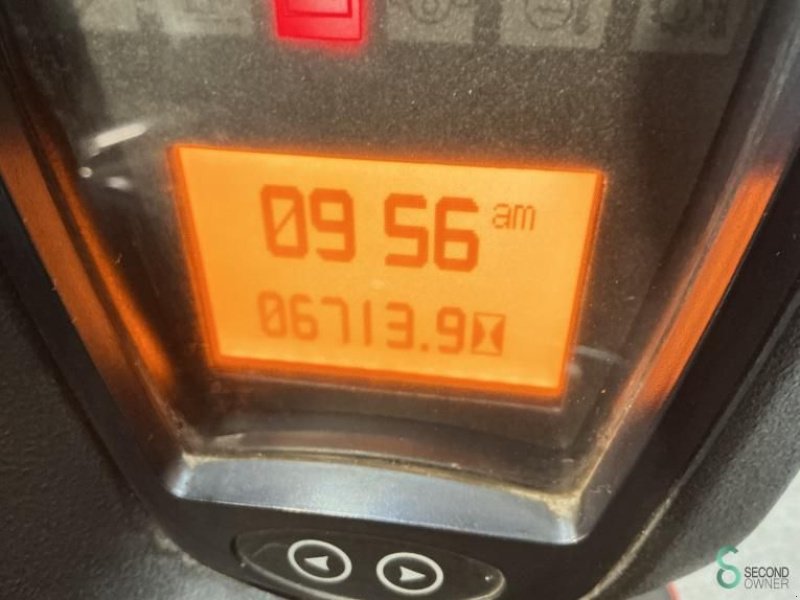 09 56 am
06713.9
SECOND
OWNER